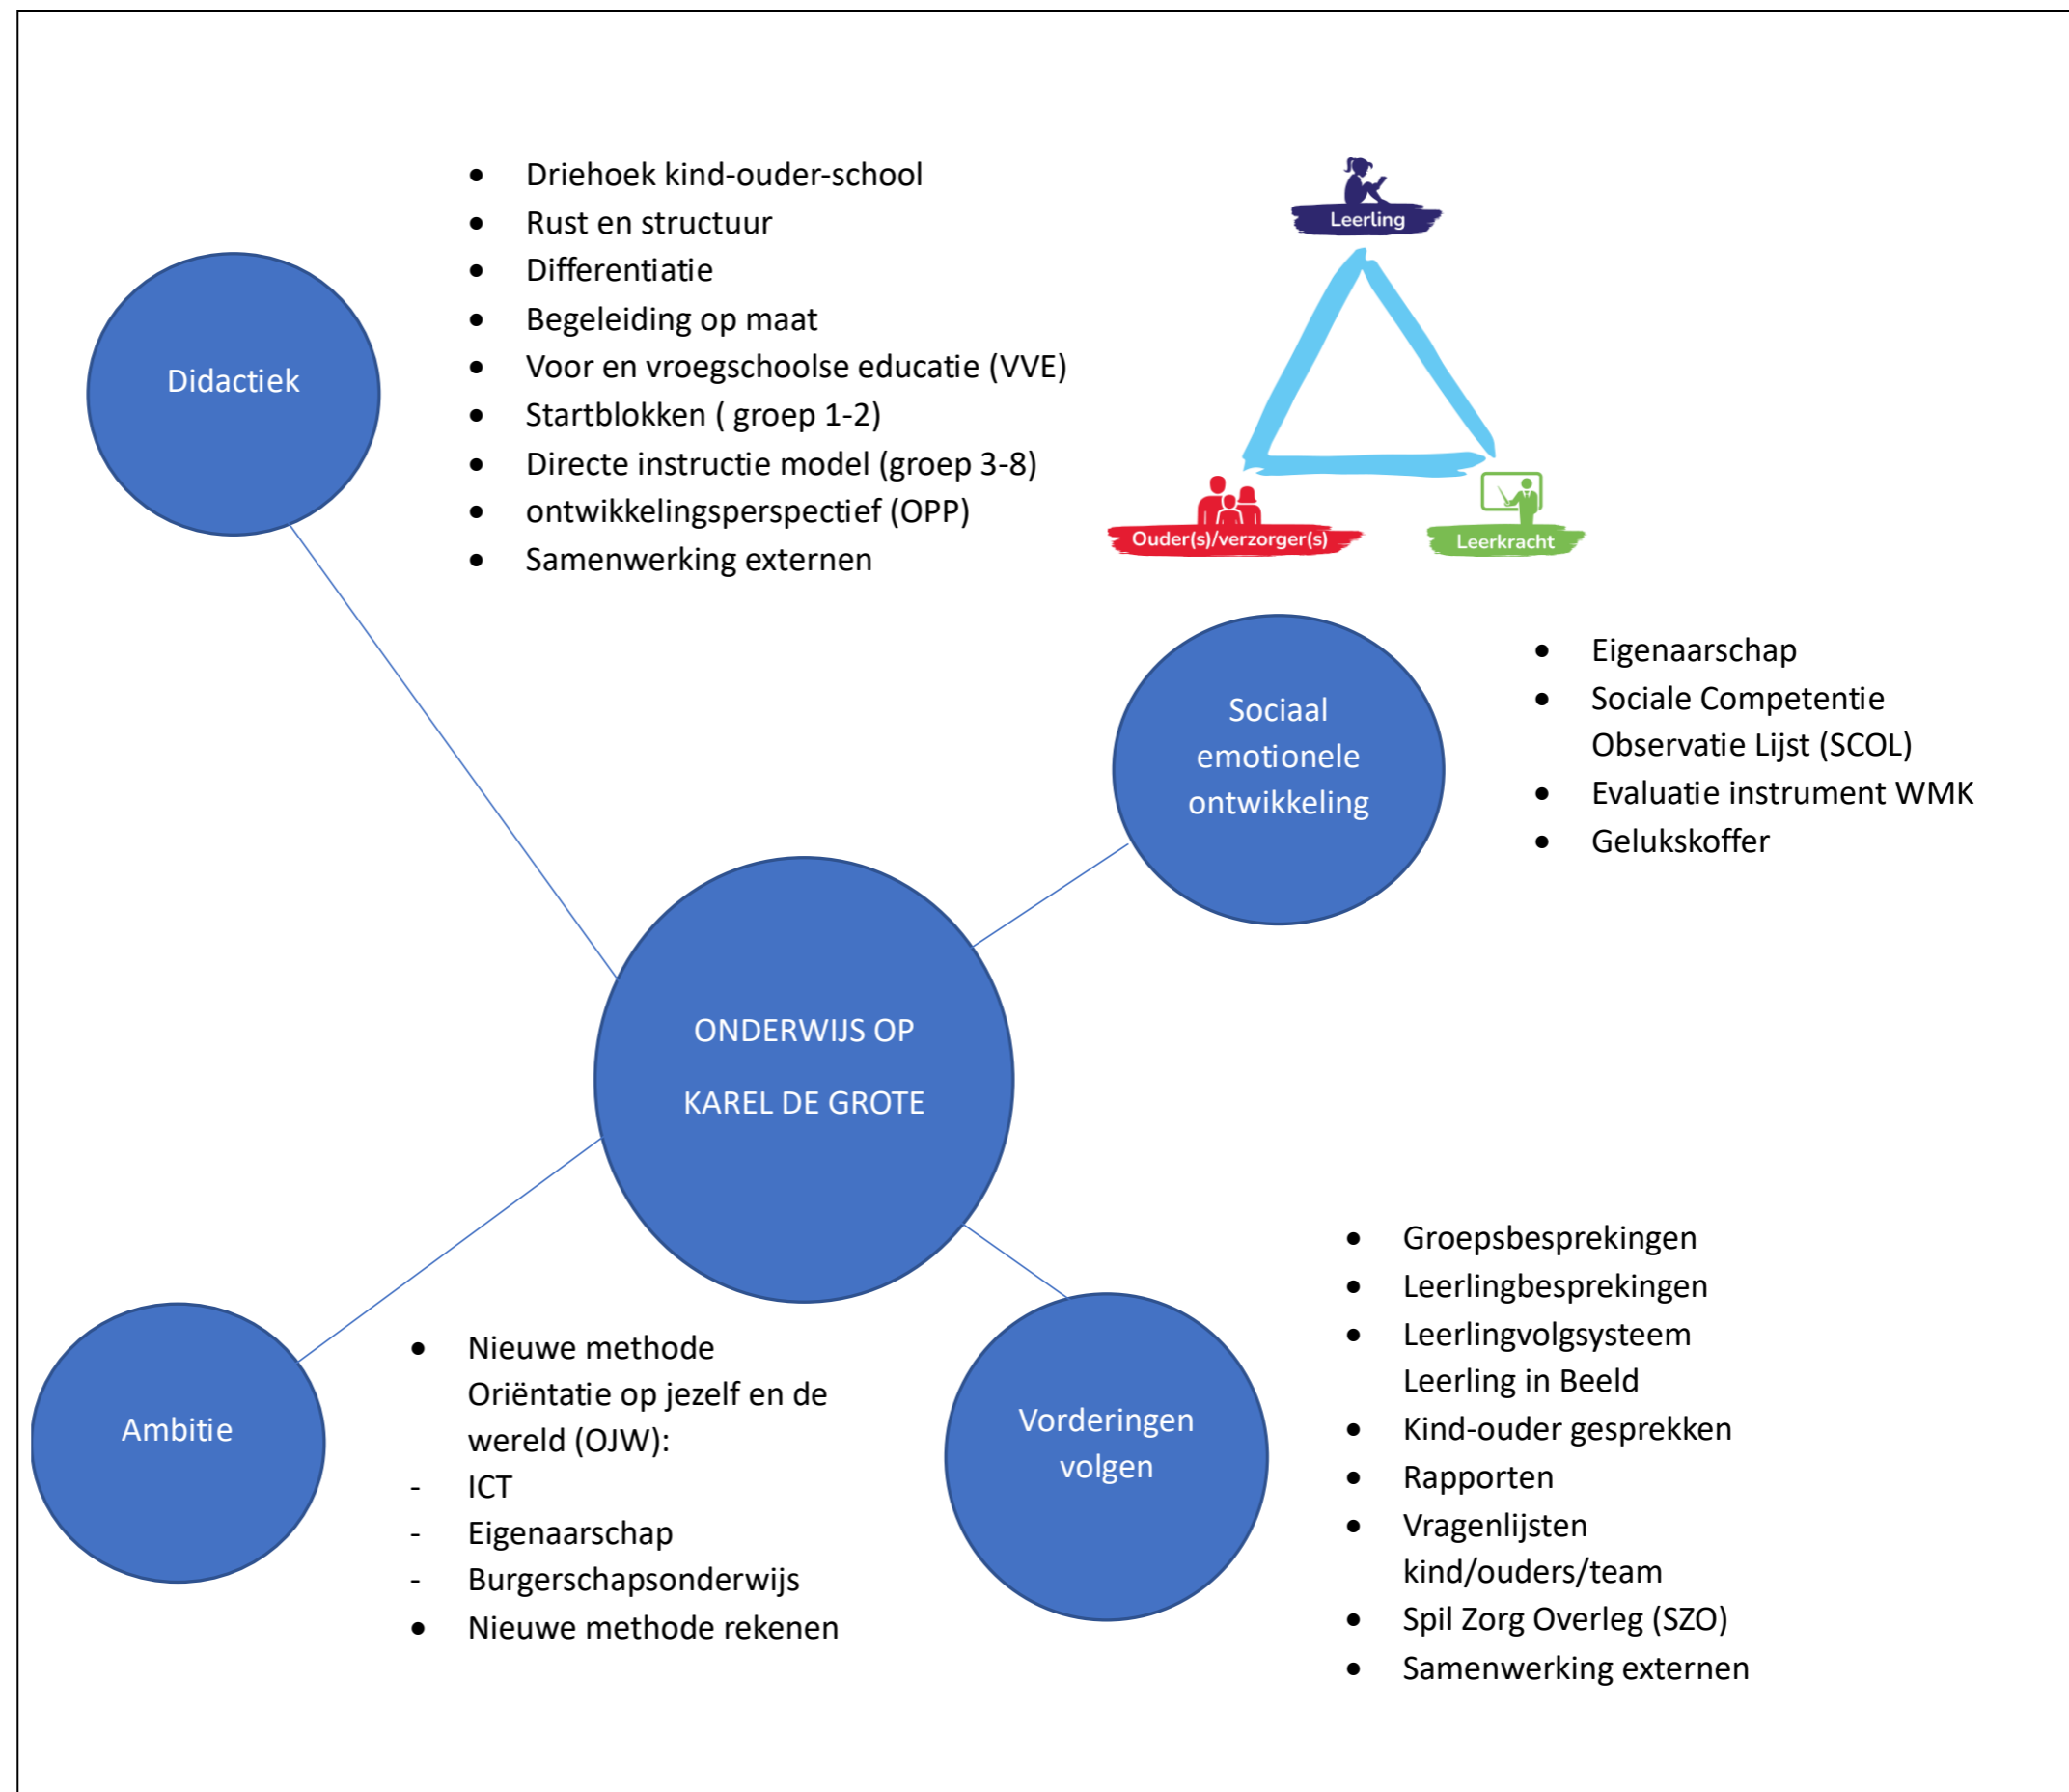 Didactiek
Driehoek kind-ouder-school
Rust en structuur
Differentiatie
Begeleiding op maat
Voor en vroegschoolse educatie (VVE)
Startblokken ( groep 1-2)
Directe instructie model (groep 3-8)
ontwikkelingsperspectief (OPP)
Samenwerking externen
Leerling
Ouder(s)/verzorger(s)
Leerkracht
Sociaal
emotionele
ontwikkeling
Eigenaarschap
Sociale Competentie
Observatie Lijst (SCOL)
Evaluatie instrument WMK
Gelukskoffer
ONDERWIJS OP
KAREL DE GROTE
Ambitie
Nieuwe methode
Oriëntatie op jezelf en de
wereld (OJW):
- ICT
- Eigenaarschap
- Burgerschapsonderwijs
Nieuwe methode rekenen
Vorderingen
volgen
Groepsbesprekingen
Leerlingbesprekingen
Leerlingvolgsysteem
Leerling in Beeld
Kind-ouder gesprekken
Rapporten
Vragenlijsten
kind/ouders/team
Spil Zorg Overleg (SZO)
Samenwerking externen